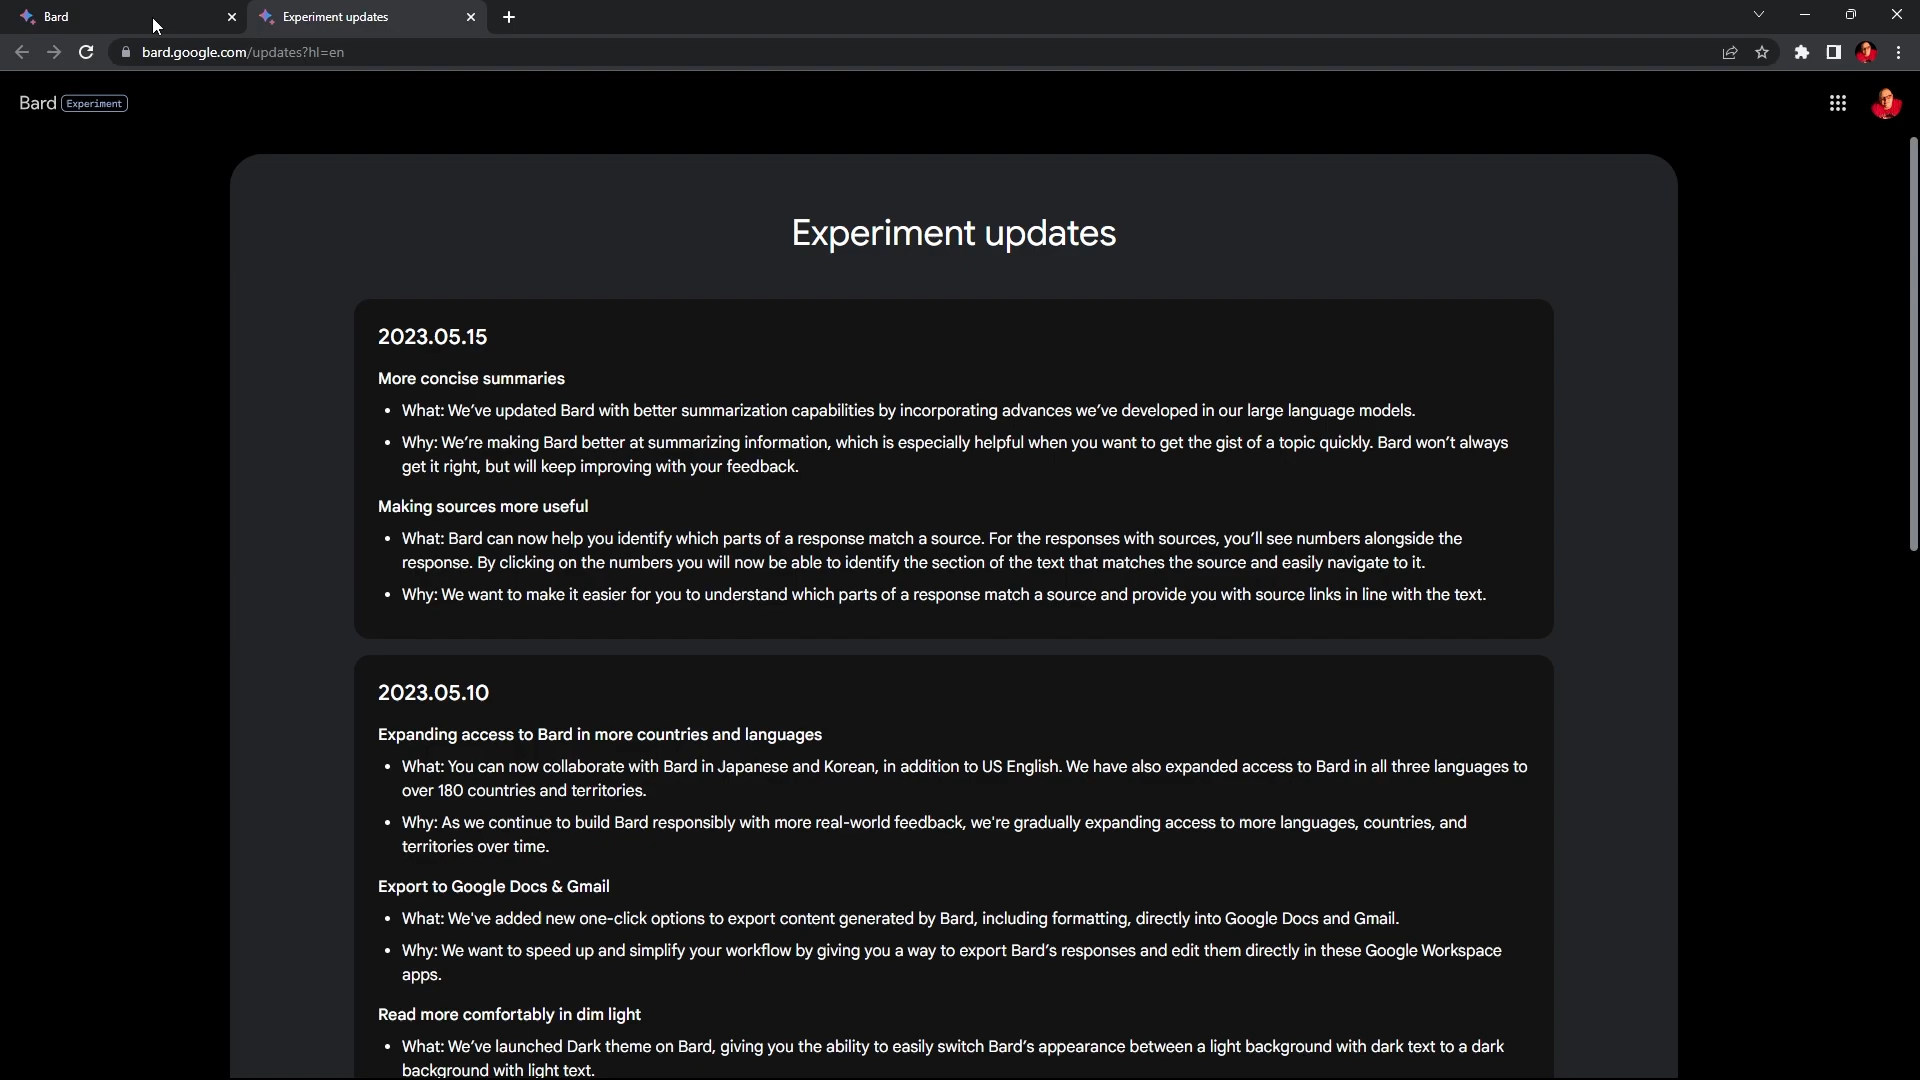 Bard
Experiment updates
bard.google.com/updates?hl=en
Bard Experiment
Experiment updates
2023.05.15
More concise summaries
• What: We've updated Bard with better summarization capabilities by incorporating advances we've developed in our large language models.
• Why: We're making Bard better at summarizing information, which is especially helpful when you want to get the gist of a topic quickly. Bard won't always
get it right, but will keep improving with your feedback.
Making sources more useful
• What: Bard can now help you identify which parts of a response match a source. For the responses with sources, you'll see numbers alongside the
response. By clicking on the numbers you will now be able to identify the section of the text that matches the source and easily navigate to it.
• Why: We want to make it easier for you to understand which parts of a response match a source and provide you with source links in line with the text.
2023.05.10
Expanding access to Bard in more countries and languages
• What: You can now collaborate with Bard in Japanese and Korean, in addition to US English. We have also expanded access to Bard in all three languages to
over 180 countries and territories.
• Why: As we continue to build Bard responsibly with more real-world feedback, we're gradually expanding access to more languages, countries, and
territories over time.
Export to Google Docs & Gmail
• What: We've added new one-click options to export content generated by Bard, including formatting, directly into Google Docs and Gmail.
• Why: We want to speed up and simplify your workflow by giving you a way to export Bard's responses and edit them directly in these Google Workspace
apps.
Read more comfortably in dim light
• What: We've launched Dark theme on Bard, giving you the ability to easily switch Bard's appearance between a light background with dark text to a dark
background with light text.